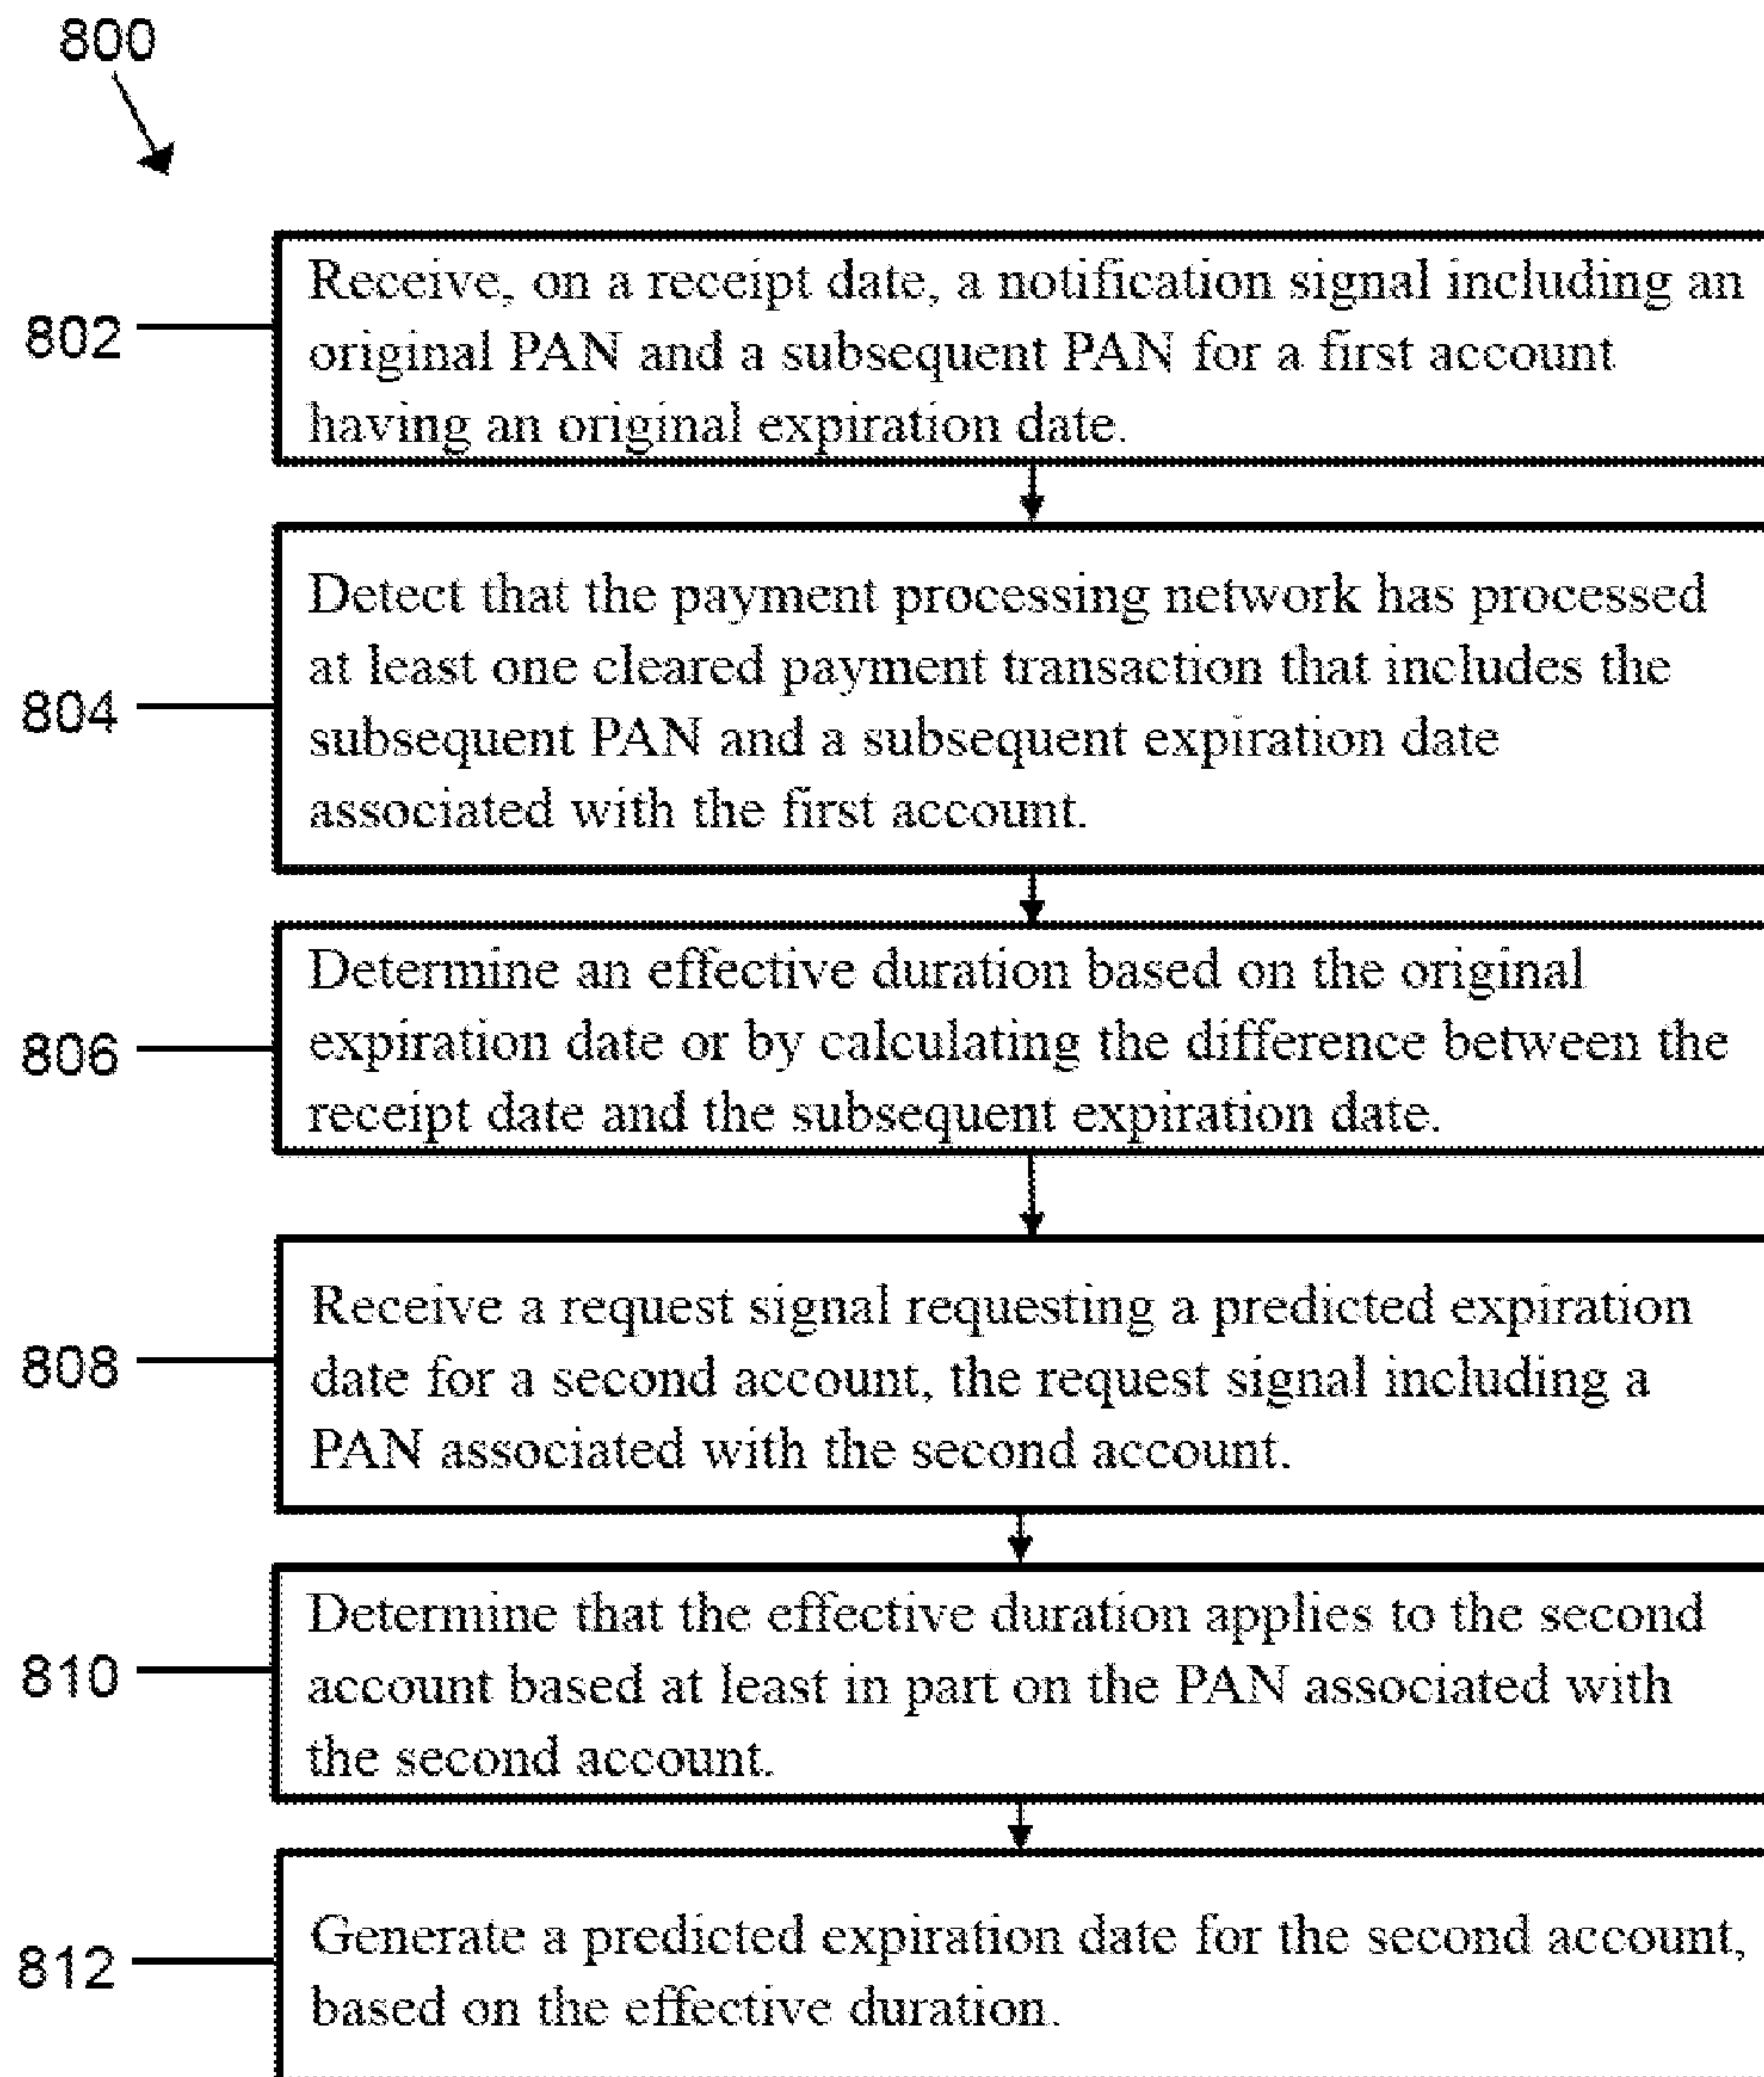 800
802
Receive, on a receipt date, a notification signal including an
original PAN and a subsequent PAN for a first account
having an original expiration date.
804
Detect that the payment processing network has processed
at least one cleared payment transaction that includes the
subsequent PAN and a subsequent expiration date
associated with the first account.
806
Determine an effective duration based on the original
expiration date or by calculating the difference between the
receipt date and the subsequent expiration date.
808
Receive a request signal requesting a predicted expiration
date for a second account, the request signal including a
PAN associated with the second account.
810
Determine that the effective duration applies to the second
account based at least in part on the PAN associated with
the second account.
812
Generate a predicted expiration date for the second account,
based on the effective duration.